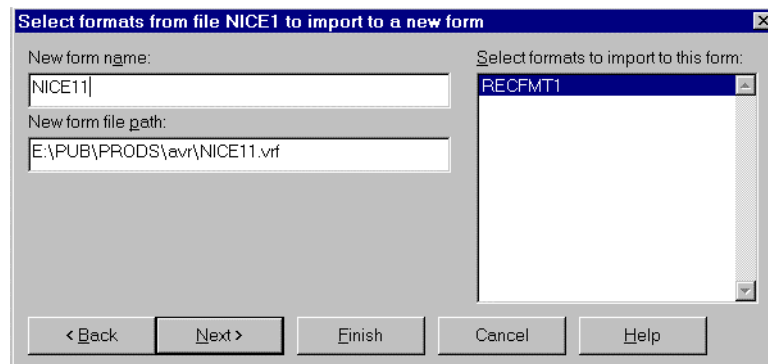 Select formats from file NICE1 to import to a new form
New form name:
NICE11
New form file path:
E:\PUB\PRODS\avr\NICE11.vrf
Select formats to import to this form:
RECFMT1
< Back
Next >
Finish
Cancel
Help